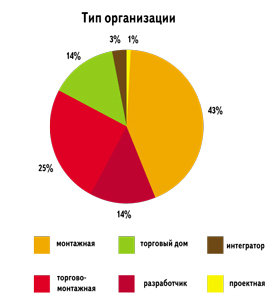 Тип организации
3% 1%
14%
43%
25%
14%
монтажная торговый дом интегратор
торгово-
монтажная разработчик проектная